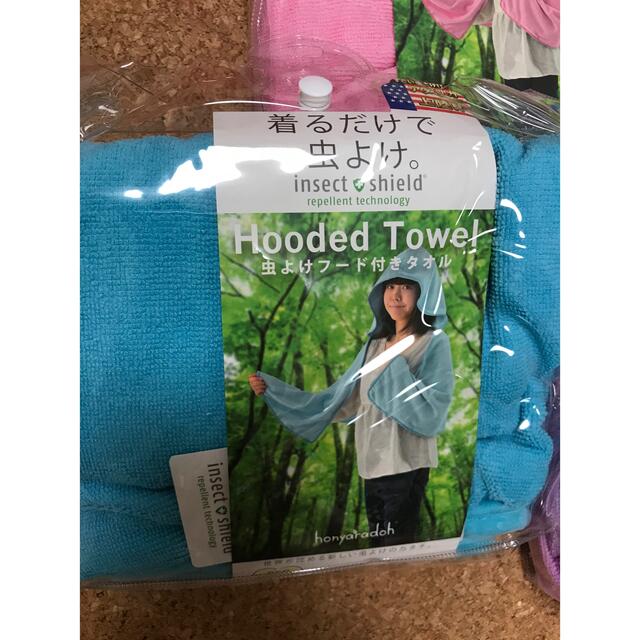 着るだけで
虫よけ。
insect shield®
repellent technology
Hooded Towel
虫よけフード付きタオル
honyaradoh
insect shield®
repellent technology